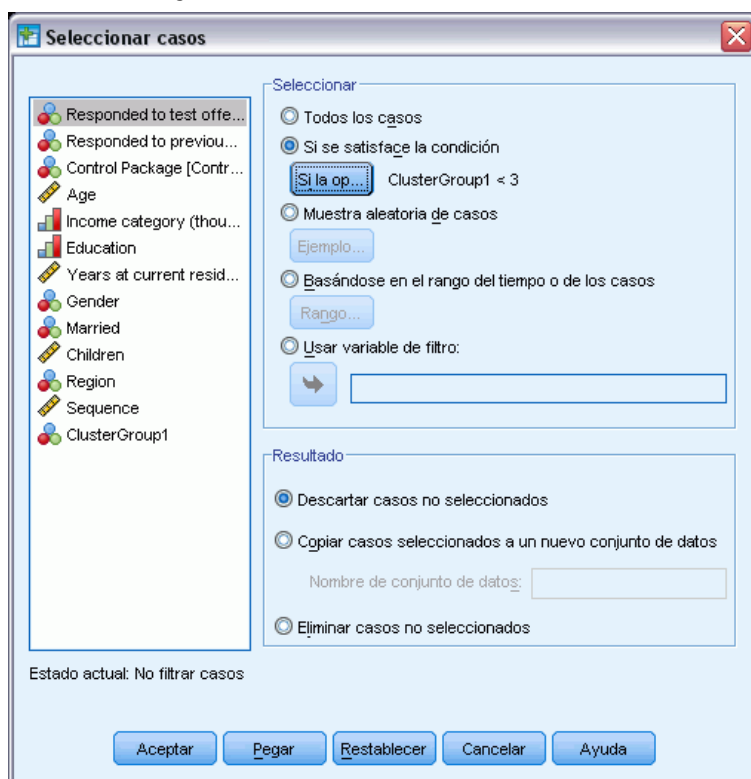 Seleccionar casos
Responded to test offe...
Responded to previou...
Control Package [Contr...
Age
Income category (thou...
Education
Years at current resid...
Gender
Married
Children
Region
Sequence
ClusterGroup1
Estado actual: No filtrar casos
Seleccionar
Todos los casos
Si se satisface la condición
Si la op... ClusterGroup1 < 3
Muestra aleatoria de casos
Ejemplo...
Basándose en el rango del tiempo o de los casos
Rango...
Usar variable de filtro:
Resultado
Descartar casos no seleccionados
Copiar casos seleccionados a un nuevo conjunto de datos
Nombre de conjunto de datos:
Eliminar casos no seleccionados
Aceptar Pegar Restablecer Cancelar Ayuda